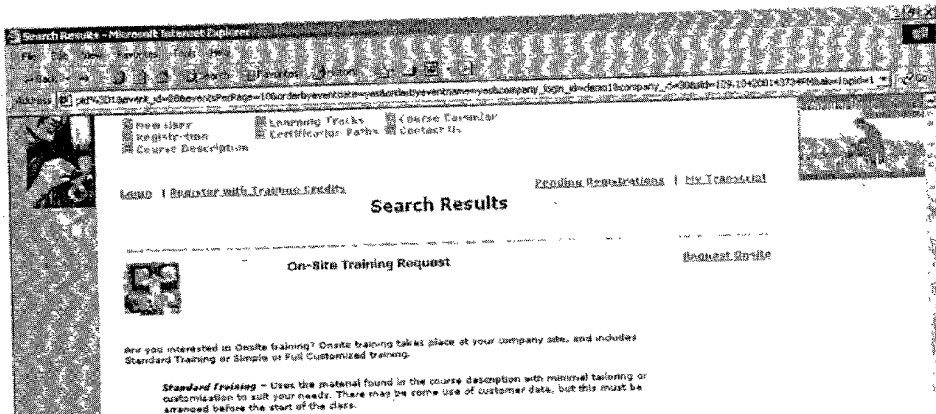 Search Results - Microsoft Internet Explorer
Address
New User Learning Tracks Course Calendar
Registration Certification Paths Contact Us
Course Description
Login | Register with Training Credits Pending Registrations | My Transcript
Search Results
On-Site Training Request Request Onsite
Are you interested in Onsite training? Onsite training takes place at your company site, and includes
Standard Training or Simple or Full Customized training.
Standard Training - Uses the material found in the course description with minimal tailoring or
customization to suit your needs. There may be some use of customer data, but this must be
arranged before the start of the class.